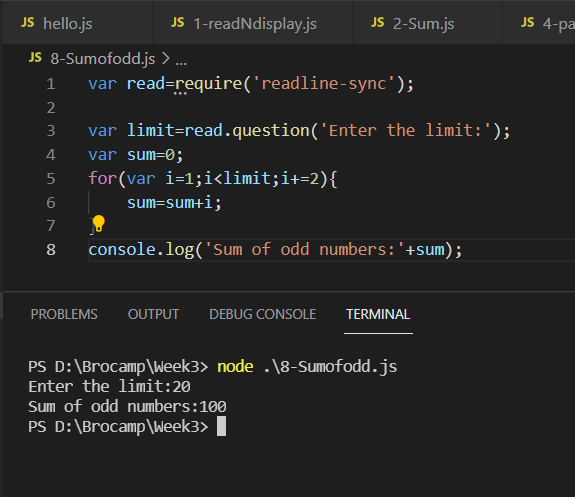 JS hello.js JS 1-readNdisplay.js JS 2-Sum.js JS 4-pa
JS 8-Sumofodd.js > ...
1 var read=require('readline-sync');
2
3 var limit=read.question('Enter the limit:');
4 var sum=0;
5 for(var i=1;i<limit;i+=2){
6     sum=sum+i;
7 }
8 console.log('Sum of odd numbers:'+sum);
PROBLEMS OUTPUT DEBUG CONSOLE TERMINAL
PS D:\Brocamp\Week3> node .\8-Sumofodd.js
Enter the limit:20
Sum of odd numbers:100
PS D:\Brocamp\Week3>